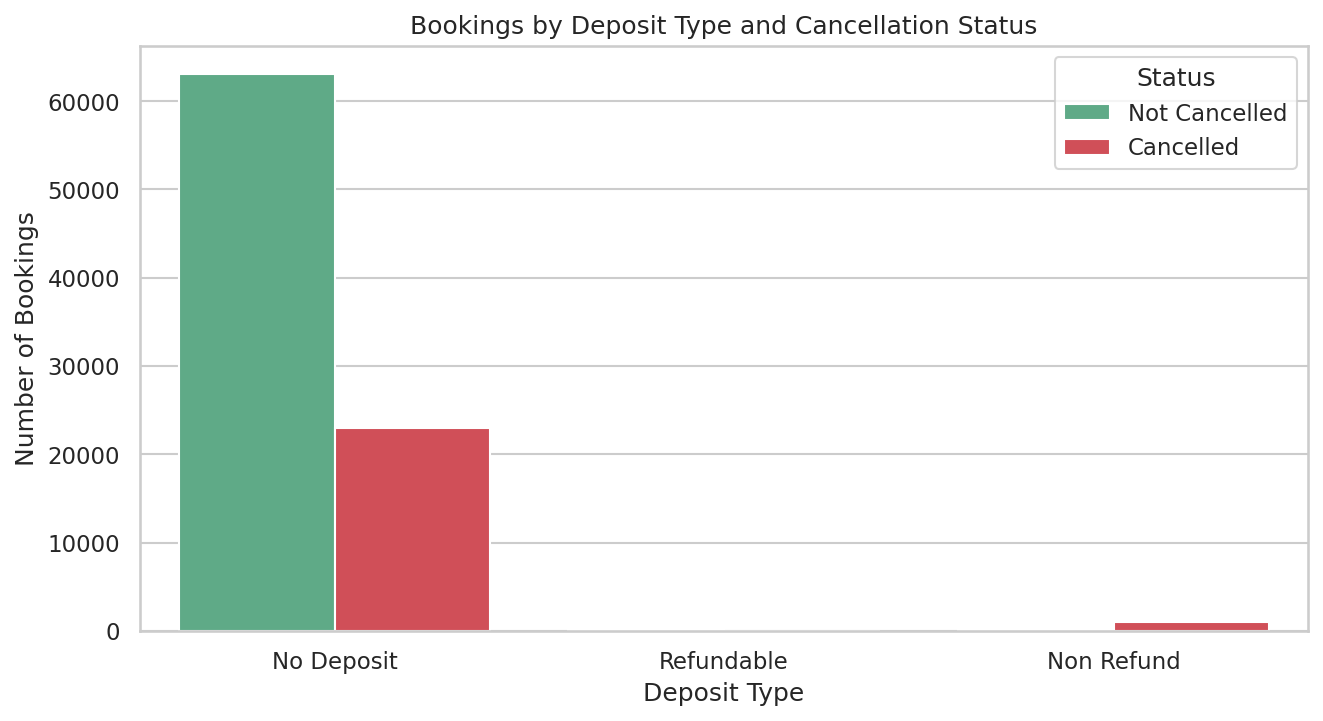 Bookings by Deposit Type and Cancellation Status
Status
Not Cancelled
Cancelled
Number of Bookings
60000
50000
40000
30000
20000
10000
0
No Deposit
Refundable
Non Refund
Deposit Type